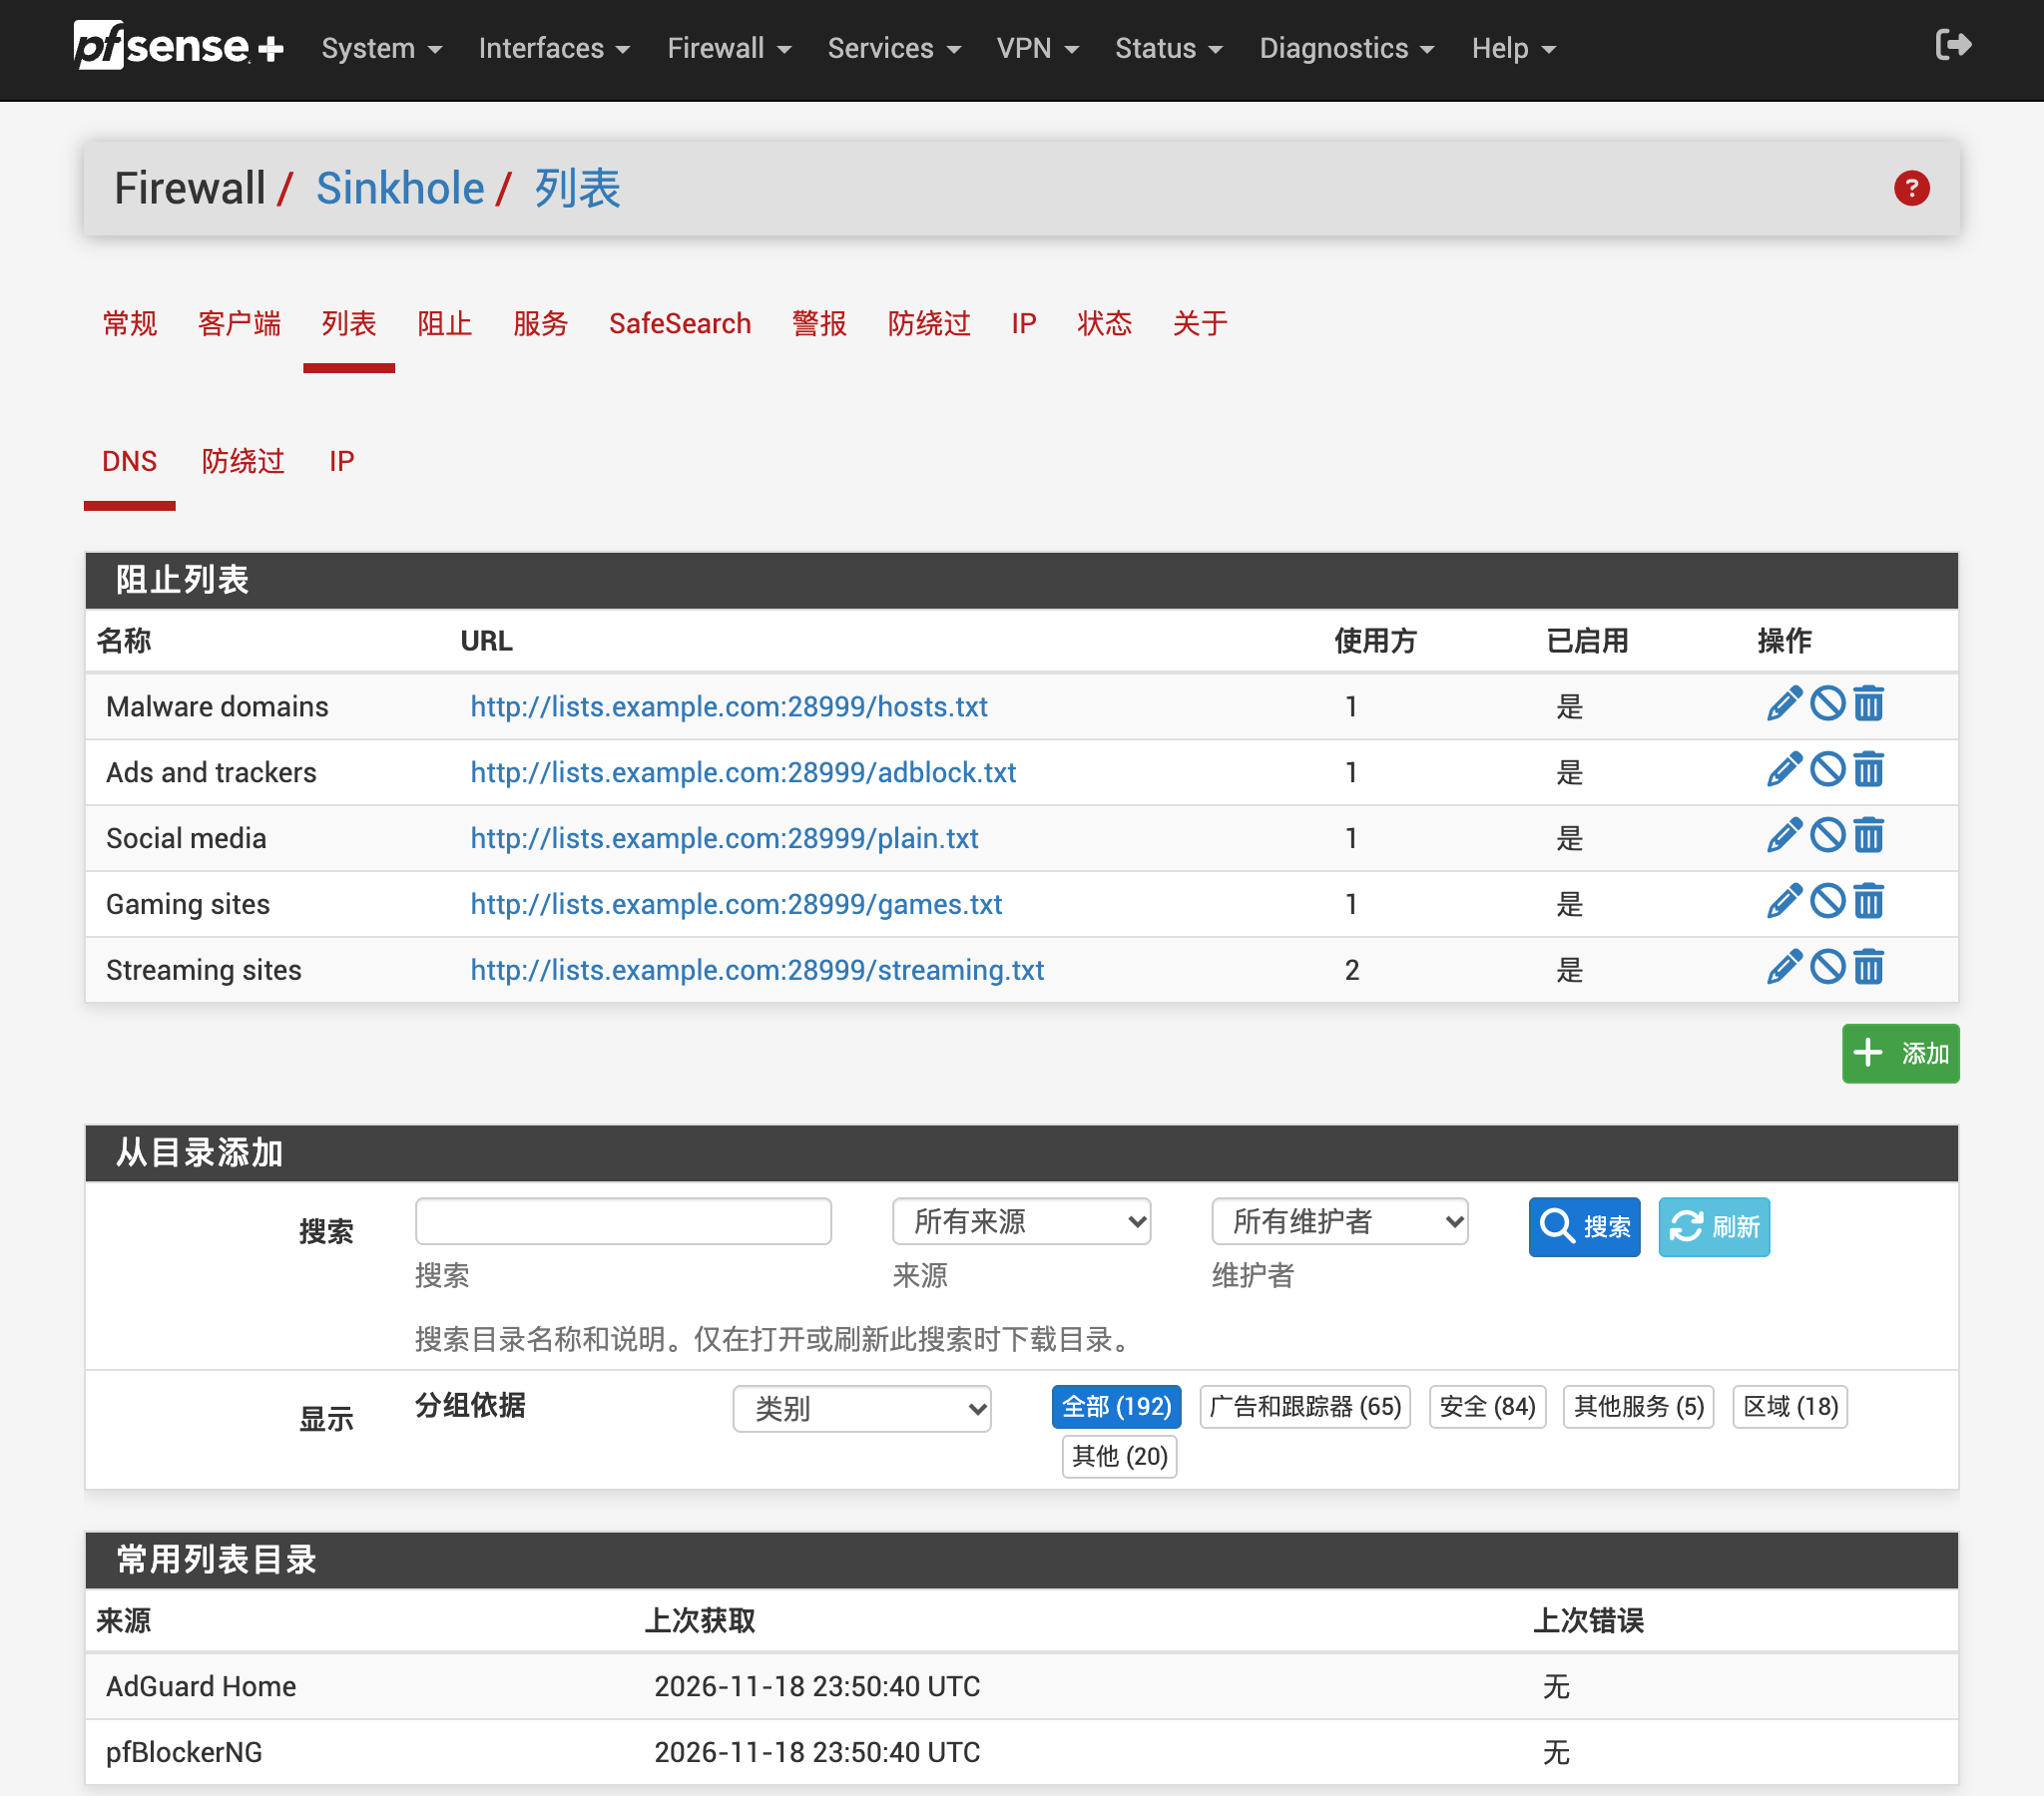 pfsense+ System Interfaces Firewall Services VPN Status Diagnostics Help
Firewall / Sinkhole / 列表
?
常规 客户端 列表 阻止 服务 SafeSearch 警报 防绕过 IP 状态 关于
DNS 防绕过 IP
阻止列表
名称 URL 使用方 已启用 操作
Malware domains http://lists.example.com:28999/hosts.txt 1 是
Ads and trackers http://lists.example.com:28999/adblock.txt 1 是
Social media http://lists.example.com:28999/plain.txt 1 是
Gaming sites http://lists.example.com:28999/games.txt 1 是
Streaming sites http://lists.example.com:28999/streaming.txt 2 是
添加
从目录添加
搜索 所有来源 所有维护者 搜索 刷新
搜索 来源 维护者
搜索目录名称和说明。仅在打开或刷新此搜索时下载目录。
显示 分组依据 类别 全部 (192) 广告和跟踪器 (65) 安全 (84) 其他服务 (5) 区域 (18)
其他 (20)
常用列表目录
来源 上次获取 上次错误
AdGuard Home 2026-11-18 23:50:40 UTC 无
pfBlockerNG 2026-11-18 23:50:40 UTC 无